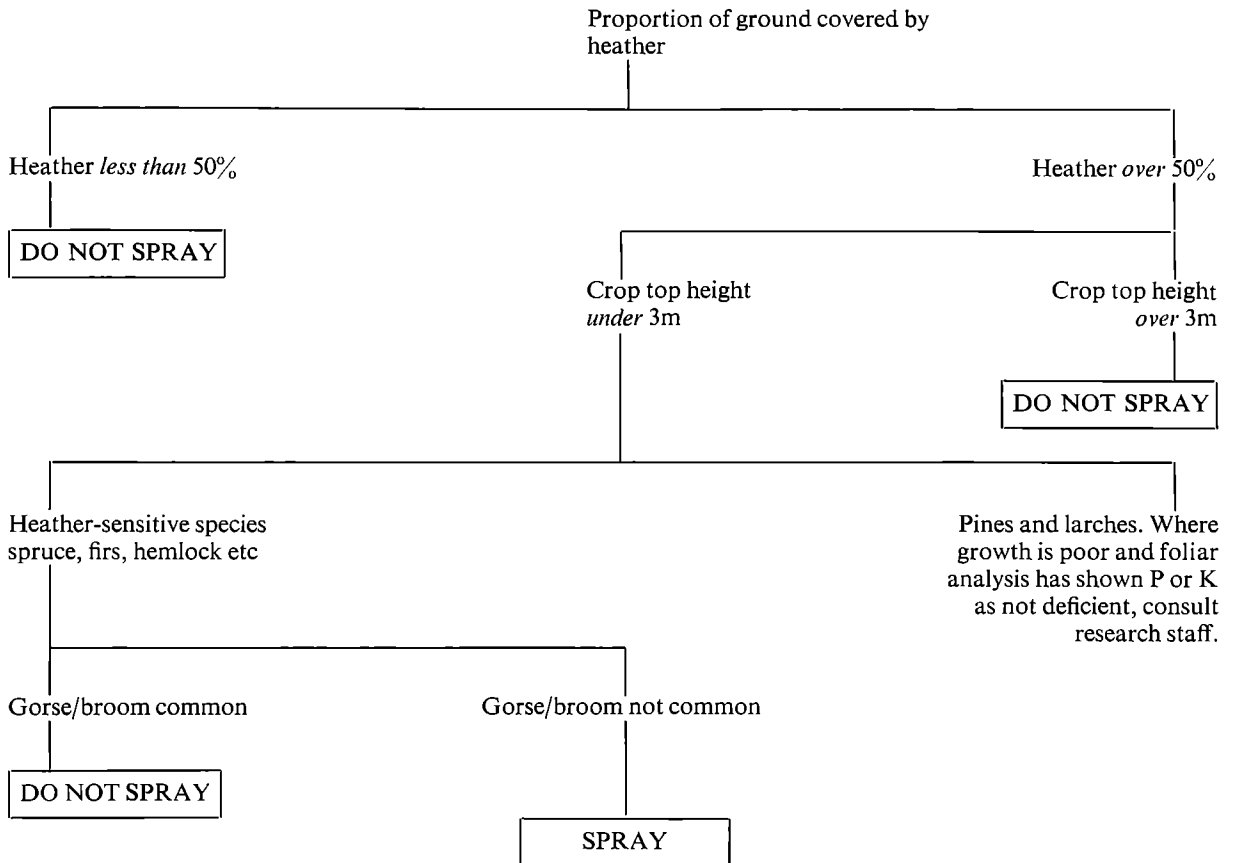 Proportion of ground covered by
heather
Heather less than 50%
Heather over 50%
DO NOT SPRAY
Crop top height
under 3m
Crop top height
over 3m
DO NOT SPRAY
Heather-sensitive species
spruce, firs, hemlock etc
Pines and larches. Where
growth is poor and foliar
analysis has shown P or K
as not deficient, consult
research staff.
Gorse/broom common
Gorse/broom not common
DO NOT SPRAY
SPRAY